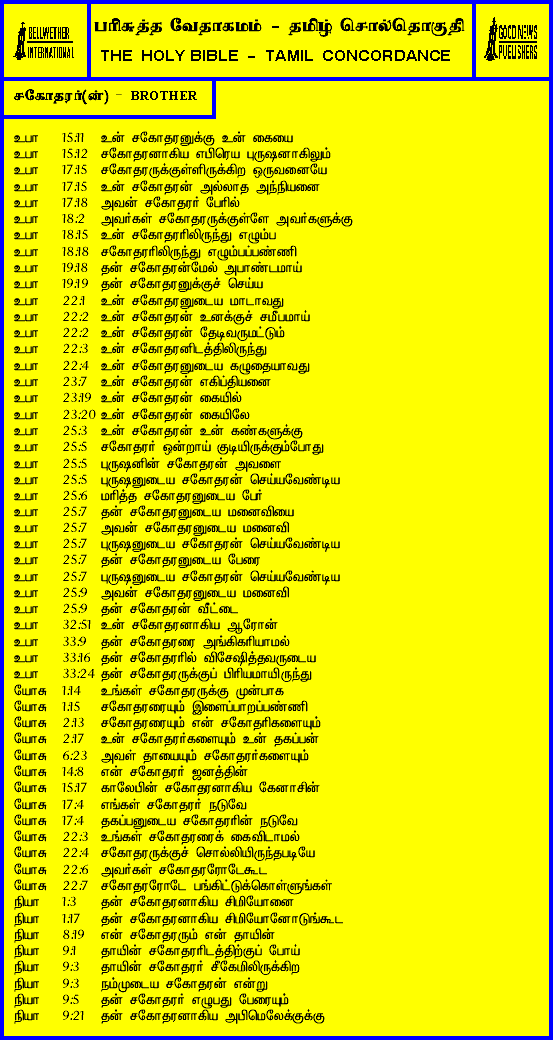 BELLWETHER
INTERNATIONAL
பரிசுத்த வேதாகமம் – தமிழ் சொல்தொகுதி
THE HOLY BIBLE – TAMIL CONCORDANCE
GOOD NEWS
PUBLISHERS
சகோதரர்(ன்) – BROTHER
உபா 15:11 உன் சகோதரனுக்கு உன் கையை
உபா 15:12 சகோதரனாகிய எபிரெய புருஷனாகிலும்
உபா 17:15 சகோதரருக்குள்ளிருக்கிற ஒருவனையே
உபா 17:15 உன் சகோதரன் அல்லாத அந்நியனை
உபா 17:18 அவன் சகோதரர் பேரில்
உபா 18:2 அவர்கள் சகோதரருக்குள்ளே அவர்களுக்கு
உபா 18:15 உன் சகோதரரிலிருந்து எழும்ப
உபா 18:18 சகோதரரிலிருந்து எழும்பப்பண்ணி
உபா 19:18 தன் சகோதரன்மேல் அபாண்டமாய்
உபா 19:19 தன் சகோதரனுக்குச் செய்ய
உபா 22:1 உன் சகோதரனுடைய மாடாவது
உபா 22:2 உன் சகோதரன் உனக்குச் சமீபமாய்
உபா 22:2 உன் சகோதரன் தேடிவருமட்டும்
உபா 22:3 உன் சகோதரனிடத்திலிருந்து
உபா 22:4 உன் சகோதரனுடைய கழுதையாவது
உபா 23:7 உன் சகோதரன் எகிப்தியனை
உபா 23:19 உன் சகோதரன் கையில்
உபா 23:20 உன் சகோதரன் கையிலே
உபா 25:3 உன் சகோதரன் உன் கண்களுக்கு
உபா 25:5 சகோதரர் ஒன்றாய் குடியிருக்கும்போது
உபா 25:5 புருஷனின் சகோதரன் அவளை
உபா 25:5 புருஷனுடைய சகோதரன் செய்யவேண்டிய
உபா 25:6 மரித்த சகோதரனுடைய பேர்
உபா 25:7 தன் சகோதரனுடைய மனைவியை
உபா 25:7 அவன் சகோதரனுடைய மனைவி
உபா 25:7 புருஷனுடைய சகோதரன் செய்யவேண்டிய
உபா 25:7 தன் சகோதரனுடைய பேரை
உபா 25:7 புருஷனுடைய சகோதரன் செய்யவேண்டிய
உபா 25:9 அவன் சகோதரனுடைய மனைவி
உபா 25:9 தன் சகோதரன் வீட்டை
உபா 32:51 உன் சகோதரனாகிய ஆரோன்
உபா 33:9 தன் சகோதரரை அங்கிகரியாமல்
உபா 33:16 தன் சகோதரரில் விசேஷித்தவருடைய
உபா 33:24 தன் சகோதரருக்குப் பிரியமாயிருந்து
யோசு 1:14 உங்கள் சகோதரருக்கு முன்பாக
யோசு 1:15 சகோதரரையும் இளைப்பாறப்பண்ணி
யோசு 2:13 சகோதரரையும் என் சகோதரிகளையும்
யோசு 2:17 உன் சகோதரர்களையும் உன் தகப்பன்
யோசு 6:23 அவள் தாயையும் சகோதரர்களையும்
யோசு 14:8 என் சகோதரர் ஜனத்தின்
யோசு 15:17 காலேபின் சகோதரனாகிய கேனாசின்
யோசு 17:4 எங்கள் சகோதரர் நடுவே
யோசு 17:4 தகப்பனுடைய சகோதரரின் நடுவே
யோசு 22:3 உங்கள் சகோதரரைக் கைவிடாமல்
யோசு 22:4 சகோதரருக்குச் சொல்லியிருந்தபடியே
யோசு 22:6 அவர்கள் சகோதரரோடேகூட
யோசு 22:7 சகோதரரோடே பங்கிட்டுக்கொள்ளுங்கள்
நியா 1:3 தன் சகோதரனாகிய சிமியோனை
நியா 1:17 தன் சகோதரனாகிய சிமியோனோடுங்கூட
நியா 8:19 என் சகோதரரும் என் தாயின்
நியா 9:1 தாயின் சகோதரரிடத்திற்குப் போய்
நியா 9:3 தாயின் சகோதரர் சீகேமிலிருக்கிற
நியா 9:3 நம்முடைய சகோதரன் என்று
நியா 9:5 தன் சகோதரர் எழுபது பேரையும்
நியா 9:21 தன் சகோதரனாகிய அபிமெலேக்குக்கு